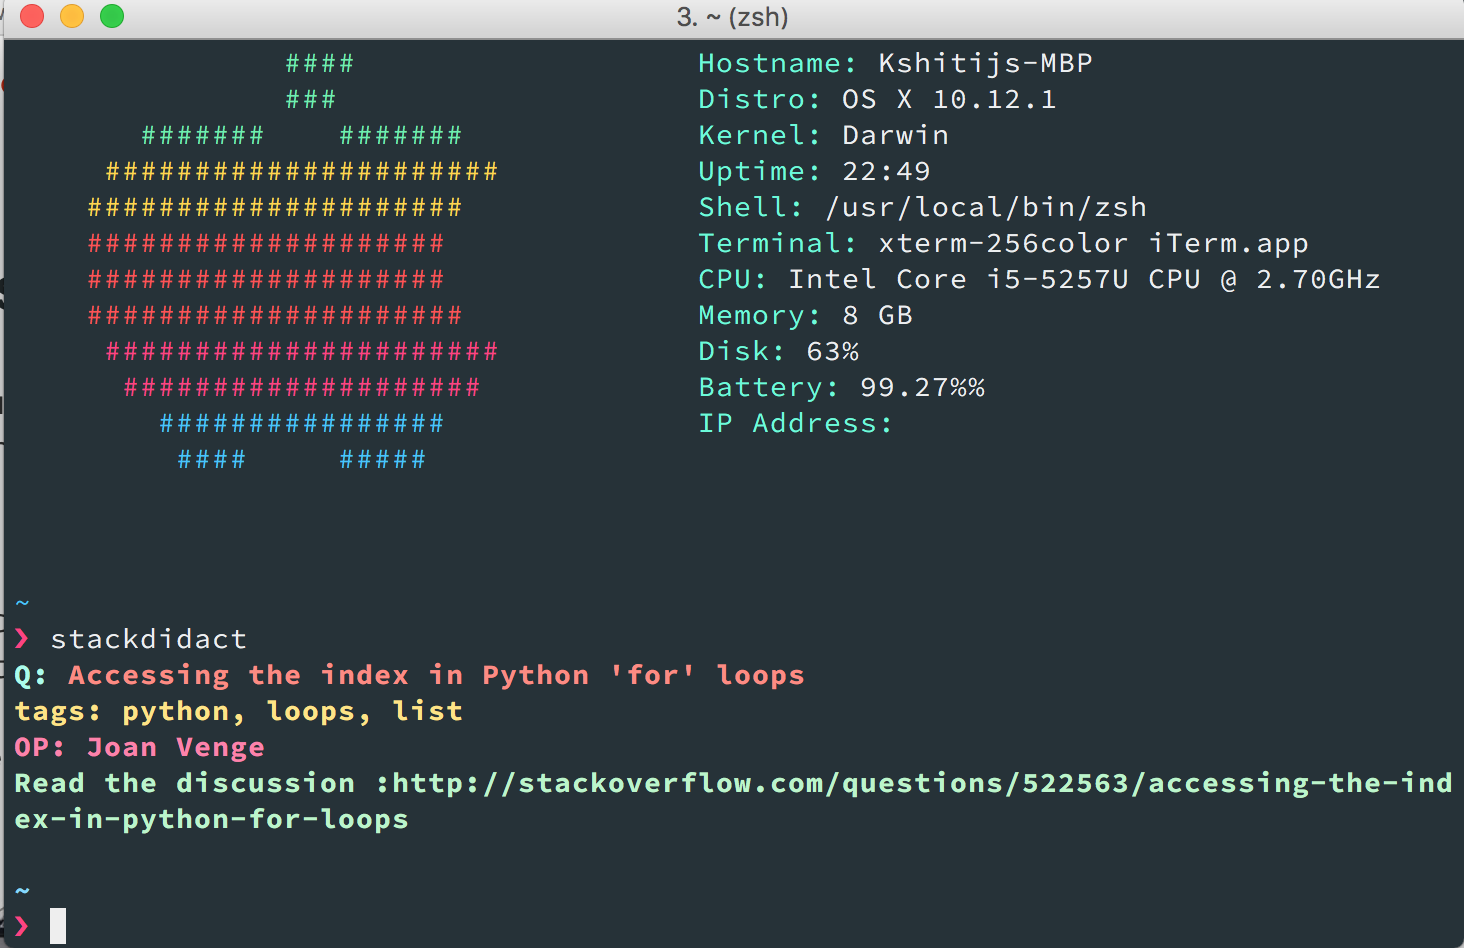 3. ~ (zsh)
#### Hostname: Kshitijs-MBP
### Distro: OS X 10.12.1
####### ####### Kernel: Darwin
###################### Uptime: 22:49
##################### Shell: /usr/local/bin/zsh
#################### Terminal: xterm-256color iTerm.app
#################### CPU: Intel Core i5-5257U CPU @ 2.70GHz
##################### Memory: 8 GB
###################### Disk: 63%
#################### Battery: 99.27%%
################ IP Address:
#### #####
~
❯ stackdidact
Q: Accessing the index in Python 'for' loops
tags: python, loops, list
OP: Joan Venge
Read the discussion :http://stackoverflow.com/questions/522563/accessing-the-ind
ex-in-python-for-loops
~
❯